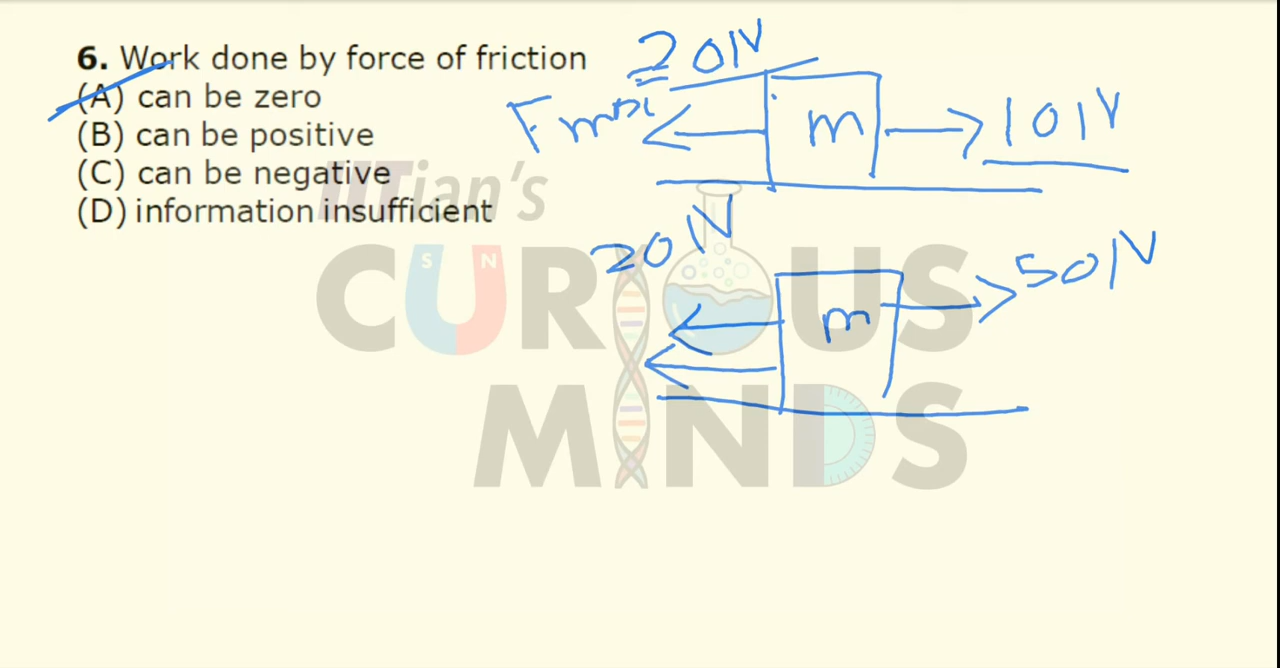 6. Work done by force of friction
(A) can be zero
(B) can be positive
(C) can be negative
(D) information insufficient
20N
Fmax
m
10N
20N
m
50N
IITian's
CURIOUS
S N
MINDS